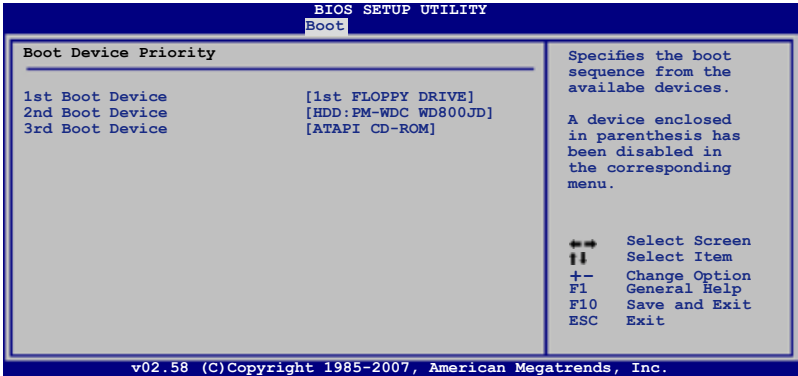 BIOS SETUP UTILITY
Boot
Boot Device Priority
1st Boot Device [1st FLOPPY DRIVE]
2nd Boot Device [HDD:PM-WDC WD800JD]
3rd Boot Device [ATAPI CD-ROM]
Specifies the boot
sequence from the
availabe devices.
A device enclosed
in parenthesis has
been disabled in
the corresponding
menu.
←→ Select Screen
↑↓ Select Item
+- Change Option
F1 General Help
F10 Save and Exit
ESC Exit
v02.58 (C)Copyright 1985-2007, American Megatrends, Inc.